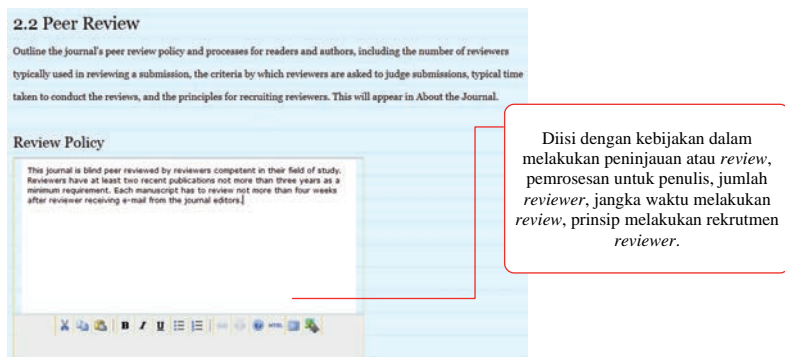 2.2 Peer Review
Outline the journal's peer review policy and processes for readers and authors, including the number of reviewers
typically used in reviewing a submission, the criteria by which reviewers are asked to judge submissions, typical time
taken to conduct the reviews, and the principles for recruiting reviewers. This will appear in About the Journal.
Review Policy
This journal is blind peer reviewed by reviewers competent in their field of study.
Reviewers have at least two recent publications not more than three years as a
minimum requirement. Each manuscript has to review not more than four weeks
after reviewer receiving e-mail from the journal editors.
B I U HTML
Diisi dengan kebijakan dalam
melakukan peninjauan atau review,
pemrosesan untuk penulis, jumlah
reviewer, jangka waktu melakukan
review, prinsip melakukan rekrutmen
reviewer.